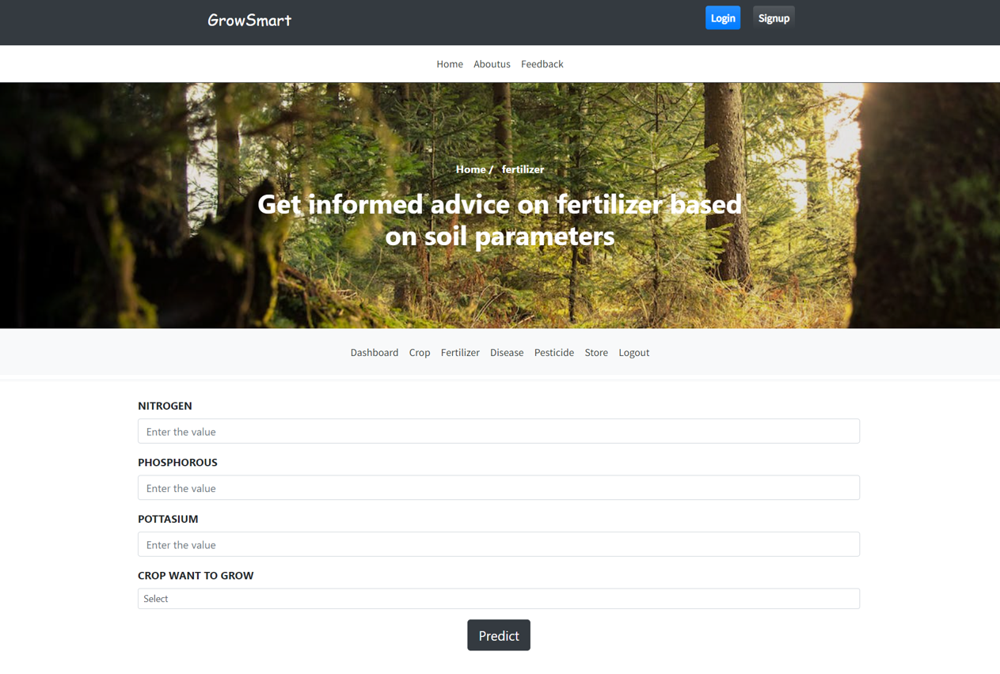 GrowSmart
Login Signup
Home Aboutus Feedback
Home / fertilizer
Get informed advice on fertilizer based
on soil parameters
Dashboard Crop Fertilizer Disease Pesticide Store Logout
NITROGEN
Enter the value
PHOSPHOROUS
Enter the value
POTTASIUM
Enter the value
CROP WANT TO GROW
Select
Predict